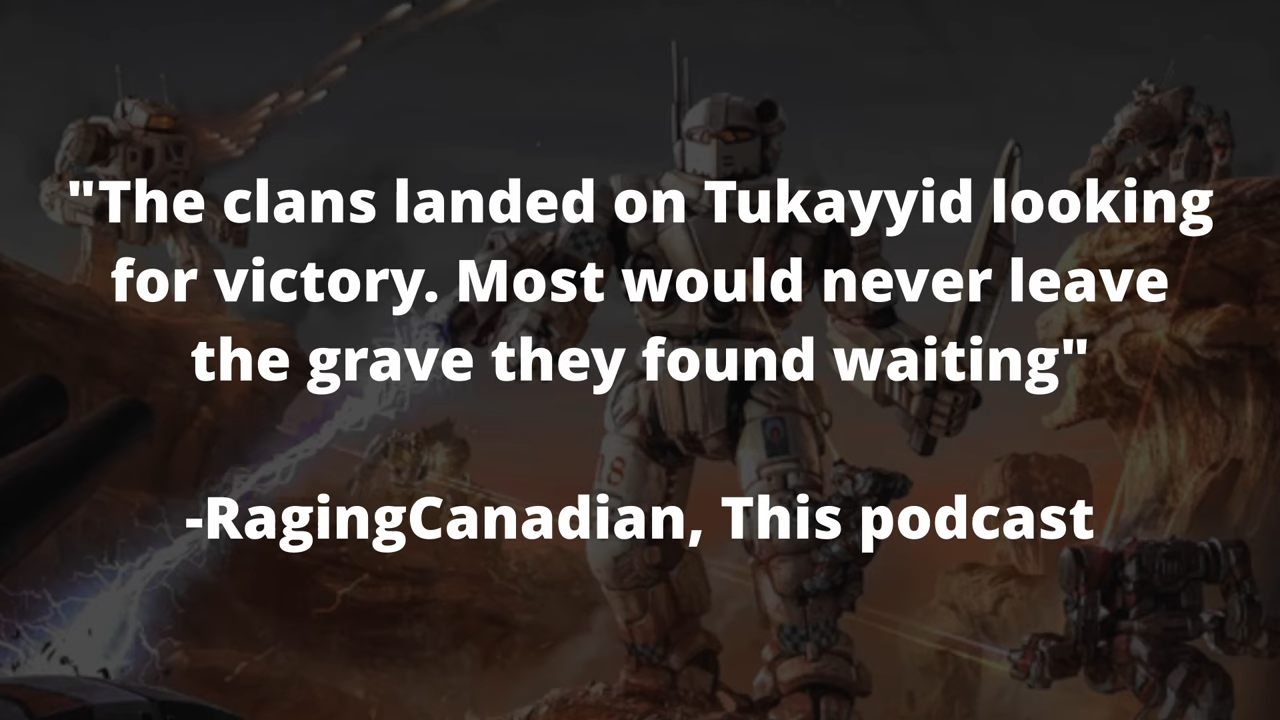 "The clans landed on Tukayyid looking
for victory. Most would never leave
the grave they found waiting"
-RagingCanadian, This podcast